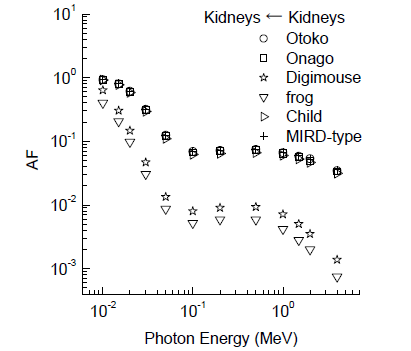 Kidneys ← Kidneys
Otoko
Onago
Digimouse
frog
Child
MIRD-type
AF
10¹
10⁰
10⁻¹
10⁻²
10⁻³
10⁻² 10⁻¹ 10⁰
Photon Energy (MeV)